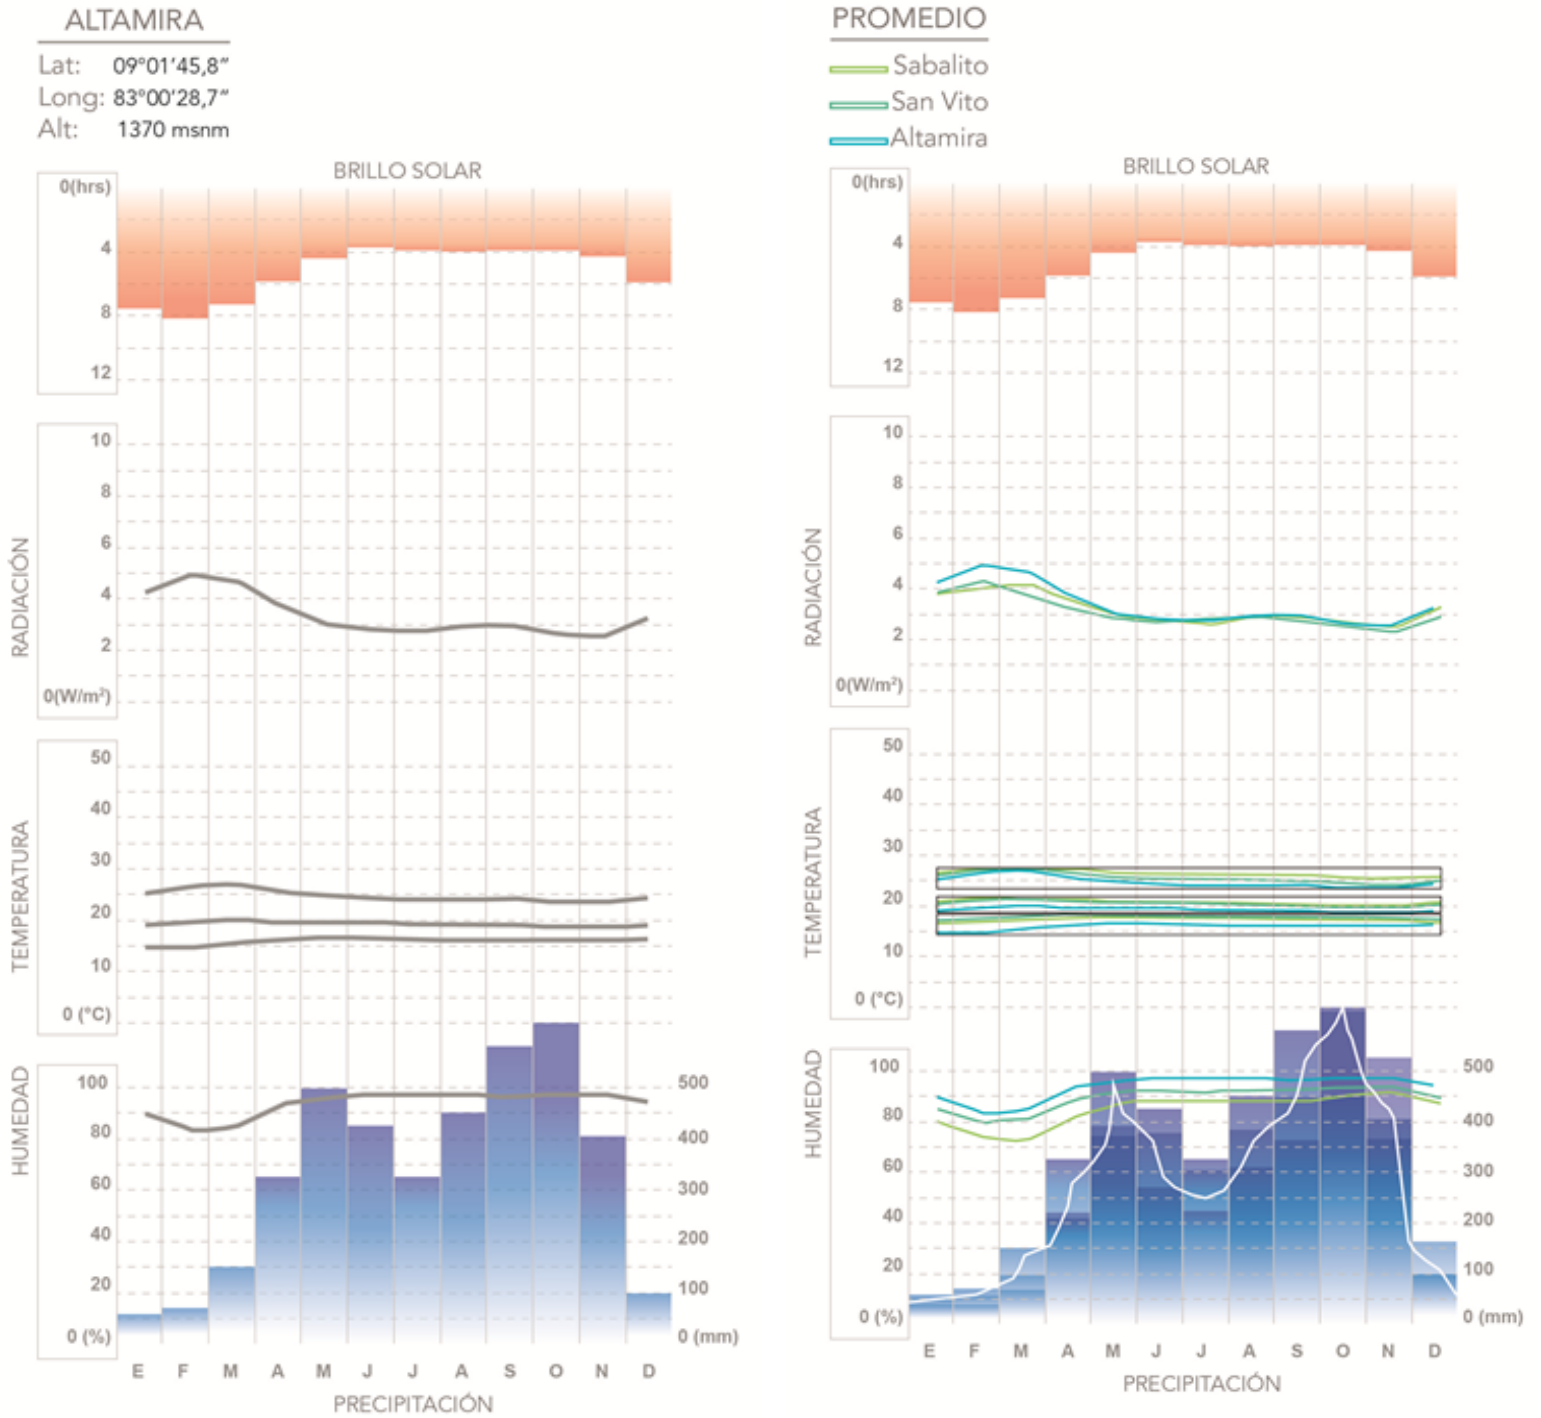 ALTAMIRA
Lat: 09°01'45,8"
Long: 83°00'28,7"
Alt: 1370 msnm
BRILLO SOLAR
0(hrs)
4
8
12
RADIACIÓN
10
8
6
4
2
0(W/m²)
TEMPERATURA
50
40
30
20
10
0 (°C)
HUMEDAD
100
80
60
40
20
0 (%)
500
400
300
200
100
0 (mm)
E F M A M J J A S O N D
PRECIPITACIÓN
PROMEDIO
Sabalito
San Vito
Altamira
BRILLO SOLAR
0(hrs)
4
8
12
RADIACIÓN
10
8
6
4
2
0(W/m²)
TEMPERATURA
50
40
30
20
10
0 (°C)
HUMEDAD
100
80
60
40
20
0 (%)
500
400
300
200
100
0 (mm)
E F M A M J J A S O N D
PRECIPITACIÓN